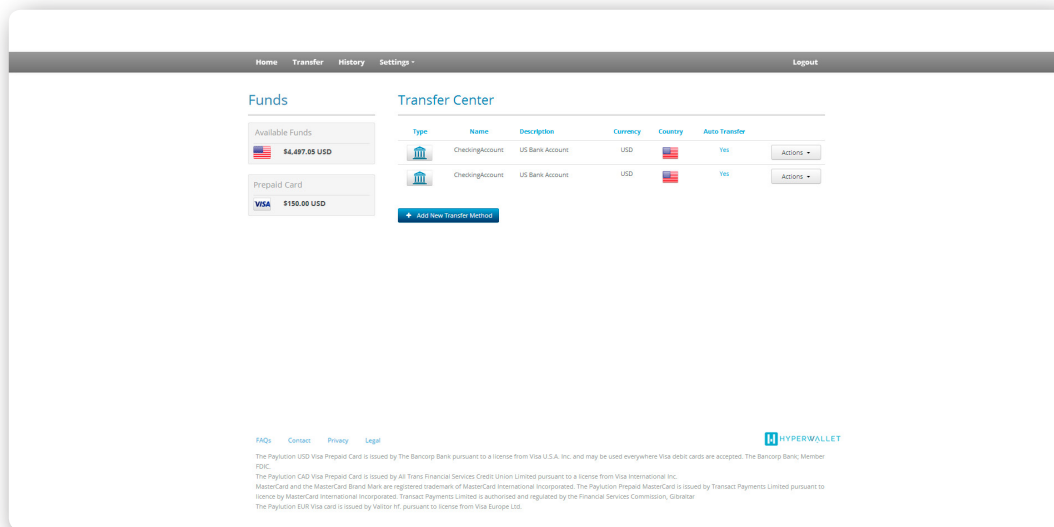 Home Transfer History Settings Logout
Funds
Available Funds
$4,497.05 USD
Prepaid Card
VISA $150.00 USD
Transfer Center
Type Name Description Currency Country Auto Transfer
CheckingAccount US Bank Account USD Yes Actions
CheckingAccount US Bank Account USD Yes Actions
+ Add New Transfer Method
FAQs Contact Privacy Legal
HYPERWALLET
The Paylution USD Visa Prepaid Card is issued by The Bancorp Bank pursuant to a license from Visa U.S.A. Inc. and may be used everywhere Visa debit cards are accepted. The Bancorp Bank; Member
FDIC.
The Paylution CAD Visa Prepaid Card is issued by All Trans Financial Services Credit Union Limited pursuant to a license from Visa International Inc.
MasterCard and the MasterCard Brand Mark are registered trademark of MasterCard International Incorporated. The Paylution Prepaid MasterCard is issued by Transact Payments Limited pursuant to
licence by MasterCard International Incorporated. Transact Payments Limited is authorised and regulated by the Financial Services Commission, Gibraltar
The Paylution EUR Visa card is issued by Valitor hf. pursuant to license from Visa Europe Ltd.